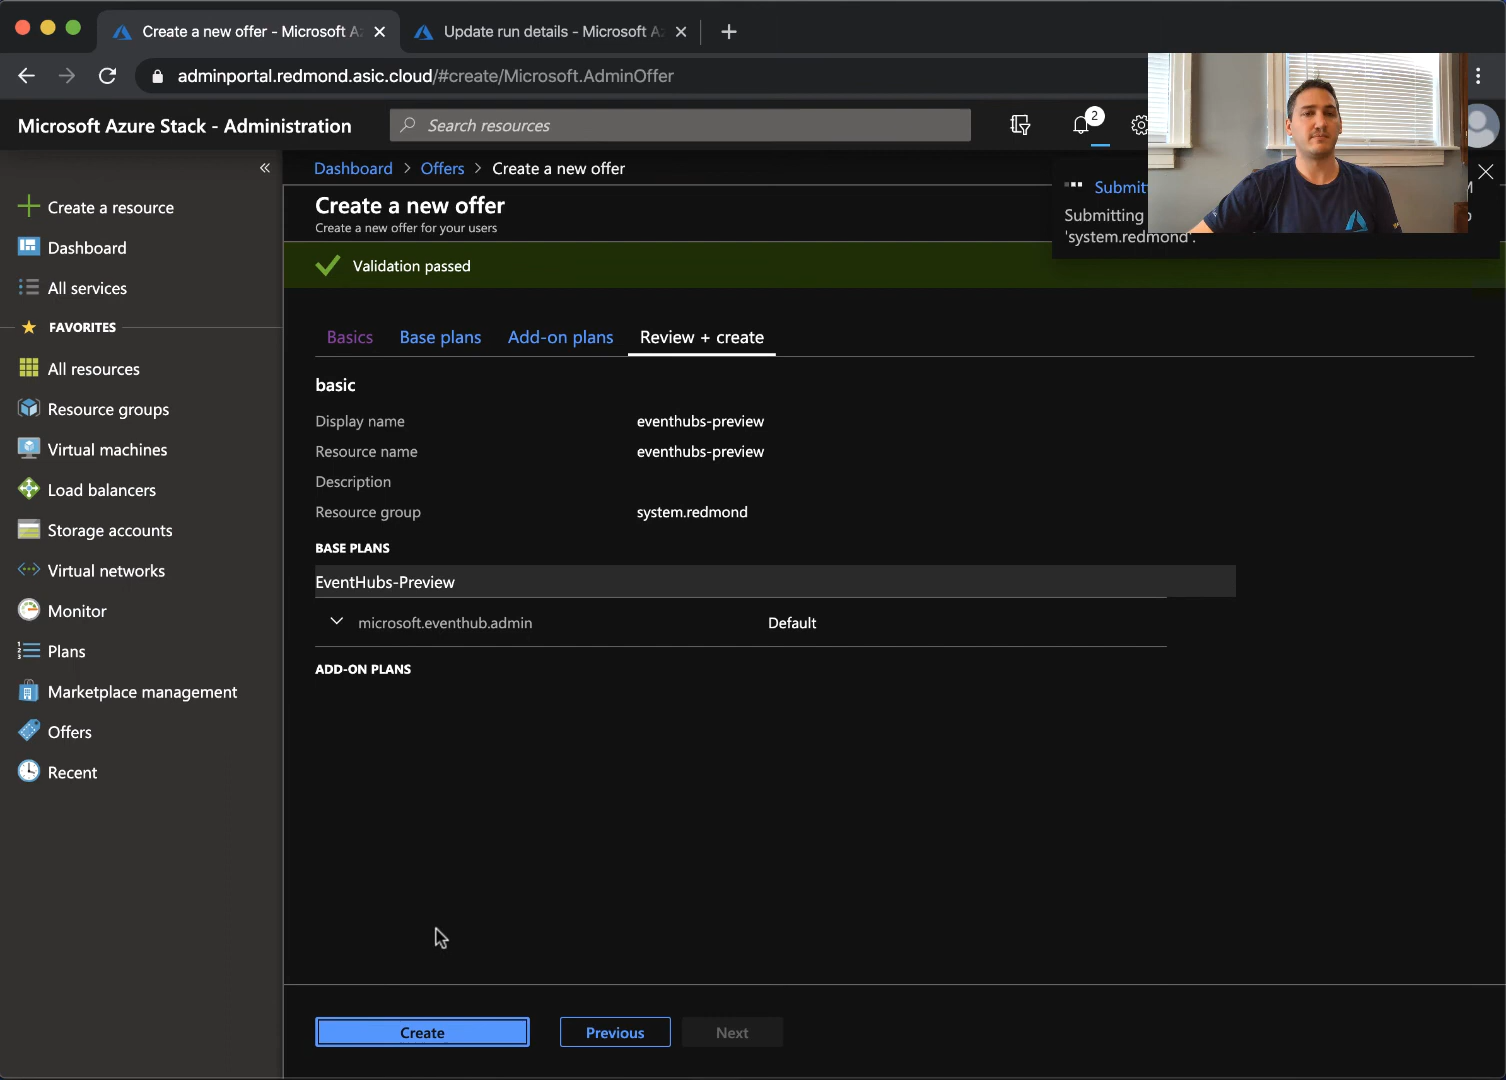 Create a new offer - Microsoft A
Update run details - Microsoft A
adminportal.redmond.asic.cloud/#create/Microsoft.AdminOffer
Microsoft Azure Stack - Administration
Search resources
2
Dashboard > Offers > Create a new offer
Create a new offer
Create a new offer for your users
Submit
Submitting
'system.redmond'.
Validation passed
Create a resource
Dashboard
All services
FAVORITES
All resources
Resource groups
Virtual machines
Load balancers
Storage accounts
Virtual networks
Monitor
Plans
Marketplace management
Offers
Recent
Basics Base plans Add-on plans Review + create
basic
Display name eventhubs-preview
Resource name eventhubs-preview
Description
Resource group system.redmond
BASE PLANS
EventHubs-Preview
microsoft.eventhub.admin Default
ADD-ON PLANS
Create Previous Next